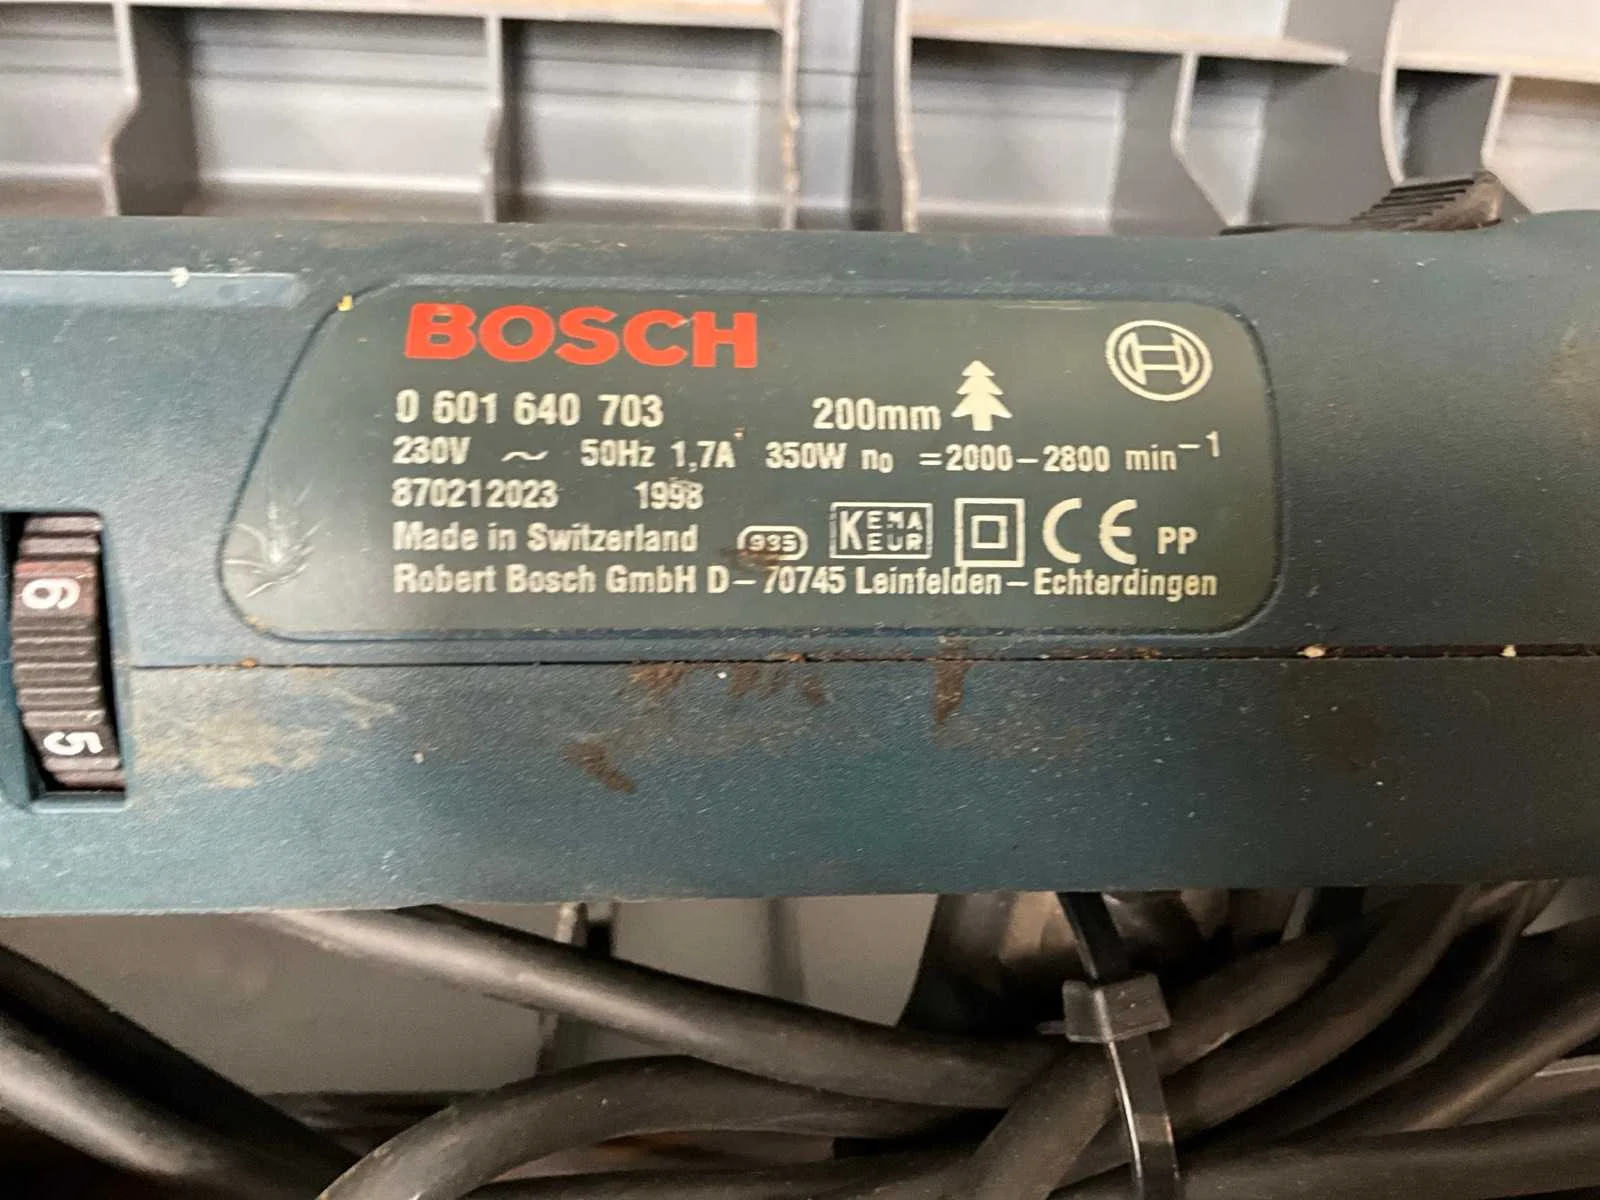 BOSCH
0 601 640 703 200mm
230V ~ 50Hz 1,7A 350W no =2000-2800 min-1
870212023 1998
Made in Switzerland 935 KEMA EUR CE PP
Robert Bosch GmbH D-70745 Leinfelden-Echterdingen
6
5